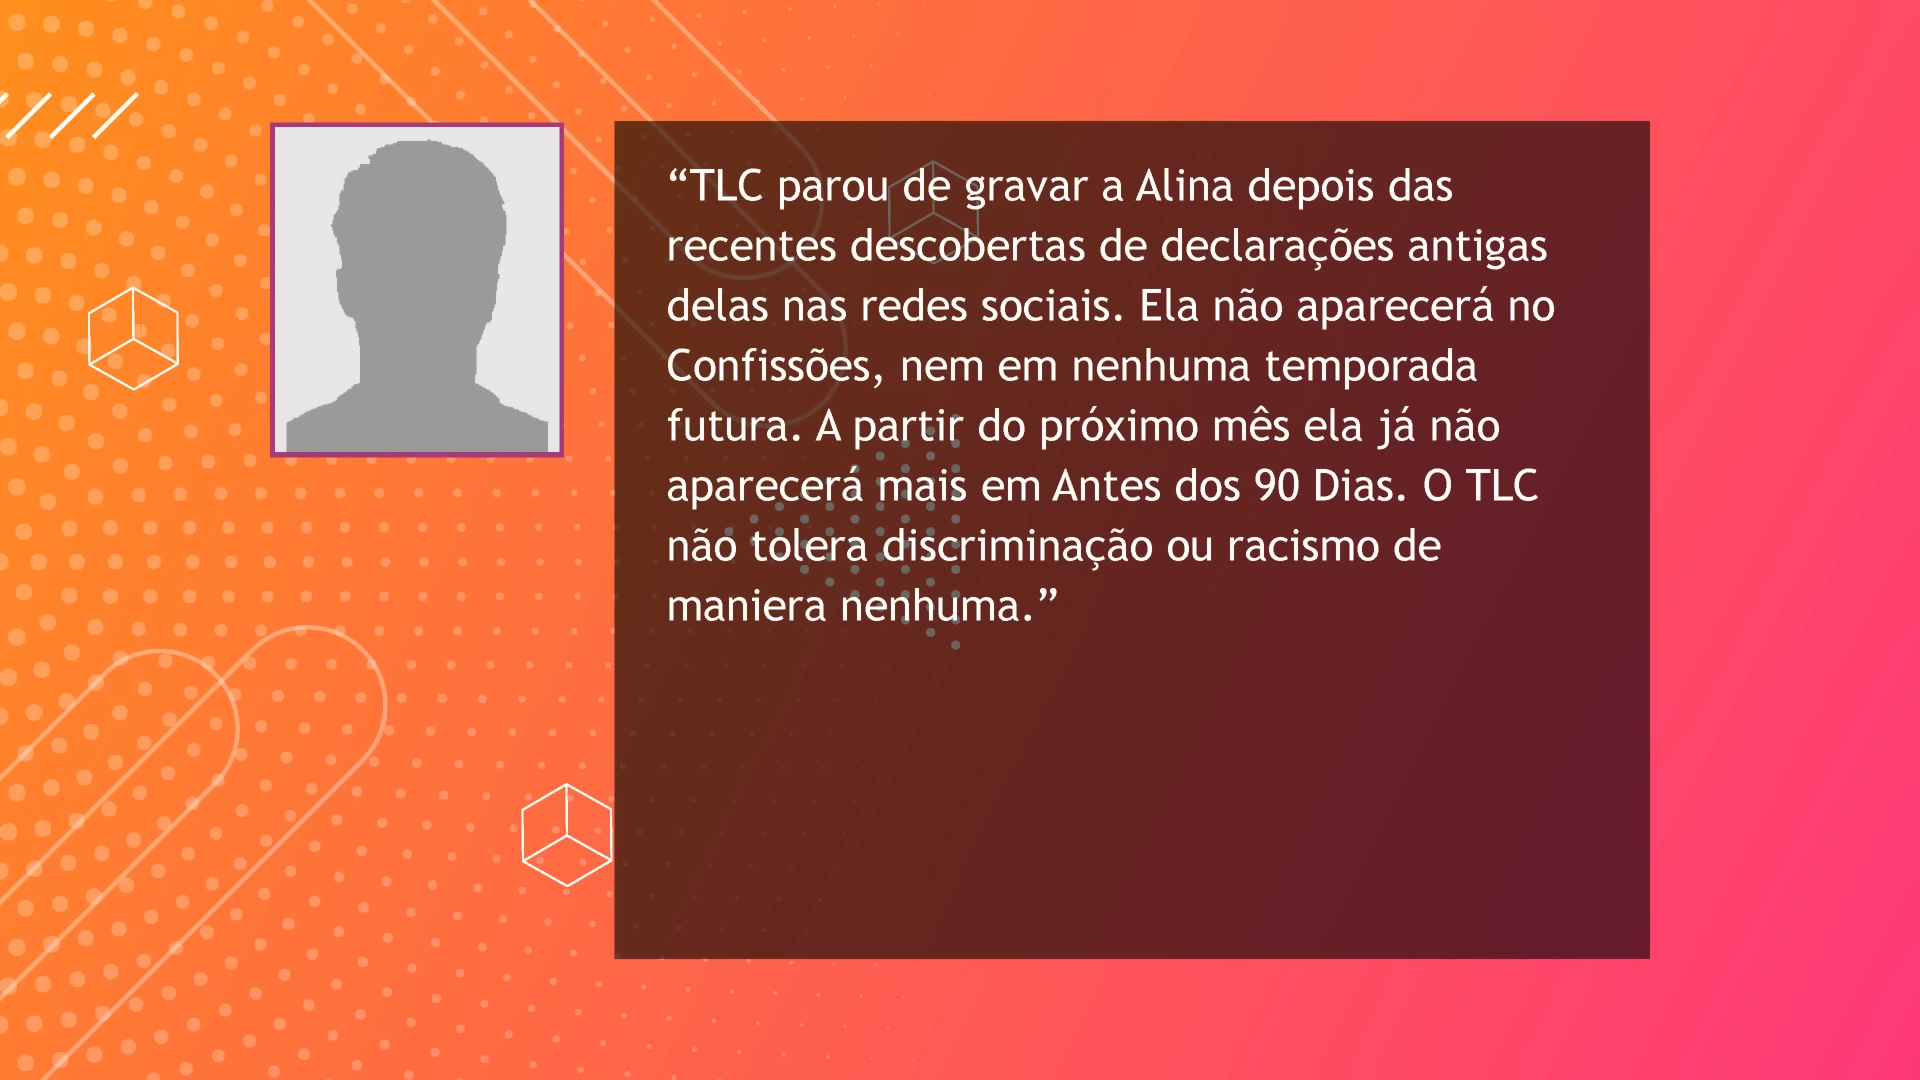 “TLC parou de gravar a Alina depois das
recentes descobertas de declarações antigas
delas nas redes sociais. Ela não aparecerá no
Confissões, nem em nenhuma temporada
futura. A partir do próximo mês ela já não
aparecerá mais em Antes dos 90 Dias. O TLC
não tolera discriminação ou racismo de
maniera nenhuma.”